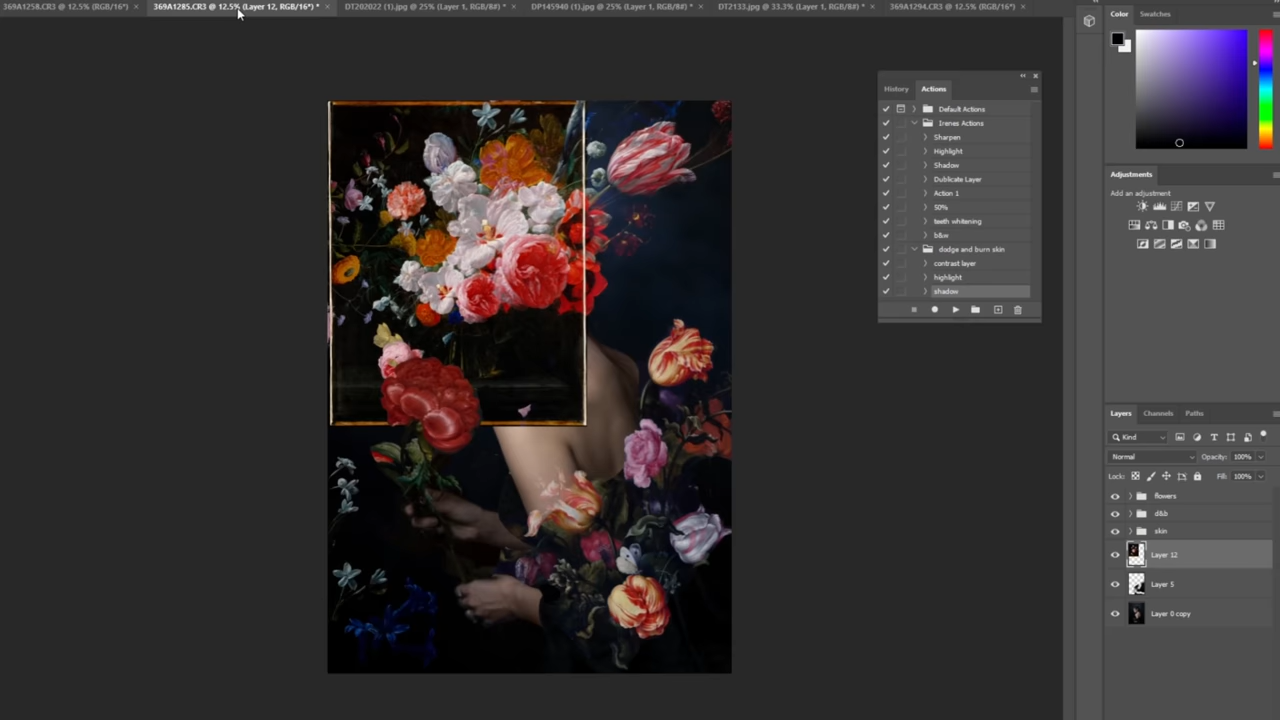 369A1258.CR3 @ 12.5% (RGB/16*) ×
369A1285.CR3 @ 12.5% (Layer 12, RGB/16*) * ×
DT202022 (1).jpg @ 25% (Layer 1, RGB/8#) * ×
DP145940 (1).jpg @ 25% (Layer 1, RGB/8#) * ×
DT2133.jpg @ 33.3% (Layer 1, RGB/8#) * ×
369A1294.CR3 @ 12.5% (RGB/16*) ×
History Actions
Default Actions
Irenes Actions
Sharpen
Highlight
Shadow
Dublicate Layer
Action 1
50%
teeth whitening
b&w
dodge and burn skin
contrast layer
highlight
shadow
Color Swatches
Adjustments
Add an adjustment
Layers Channels Paths
Kind
Normal Opacity: 100%
Lock: Fill: 100%
flowers
d&b
skin
Layer 12
Layer 5
Layer 0 copy